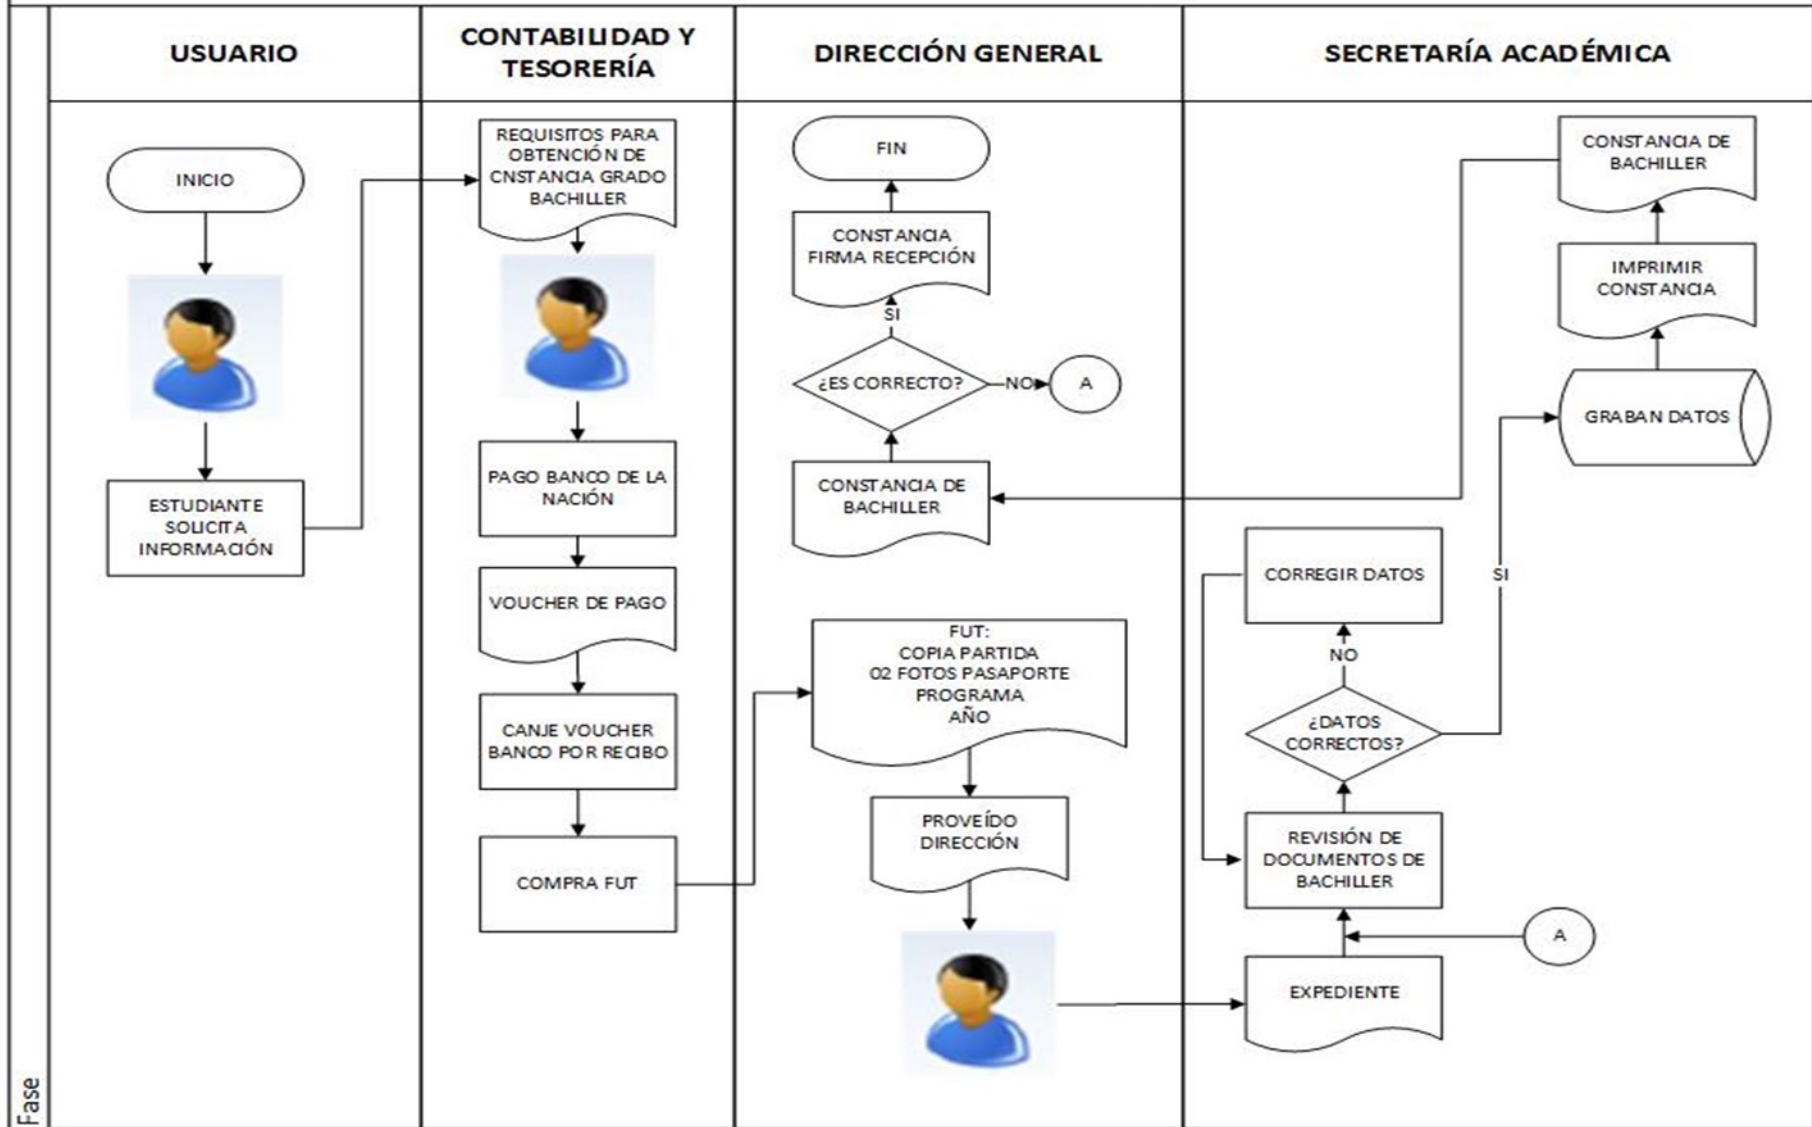 USUARIO
CONTABILIDAD Y
TESORERÍA
DIRECCIÓN GENERAL
SECRETARÍA ACADÉMICA
Fase
INICIO
ESTUDIANTE
SOLICITA
INFORMACIÓN
REQUISITOS PARA
OBTENCIÓN DE
CNSTANCIA GRADO
BACHILLER
PAGO BANCO DE LA
NACIÓN
VOUCHER DE PAGO
CANJE VOUCHER
BANCO POR RECIBO
COMPRA FUT
FIN
CONSTANCIA
FIRMA RECEPCIÓN
SI
¿ES CORRECTO?
NO
A
CONSTANCIA DE
BACHILLER
FUT:
COPIA PARTIDA
02 FOTOS PASAPORTE
PROGRAMA
AÑO
PROVEÍDO
DIRECCIÓN
CONSTANCIA DE
BACHILLER
IMPRIMIR
CONSTANCIA
GRABAN DATOS
CORREGIR DATOS
SI
NO
¿DATOS
CORRECTOS?
REVISIÓN DE
DOCUMENTOS DE
BACHILLER
A
EXPEDIENTE